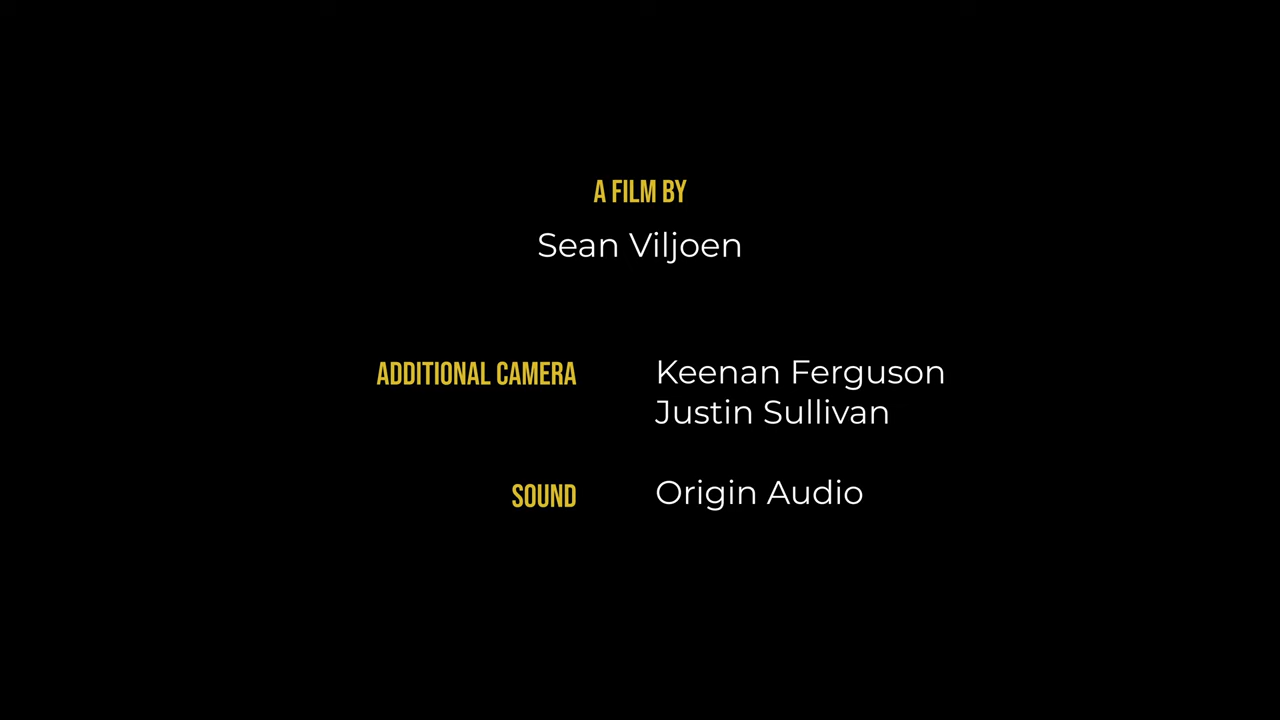 A FILM BY
Sean Viljoen
ADDITIONAL CAMERA Keenan Ferguson
Justin Sullivan
SOUND Origin Audio